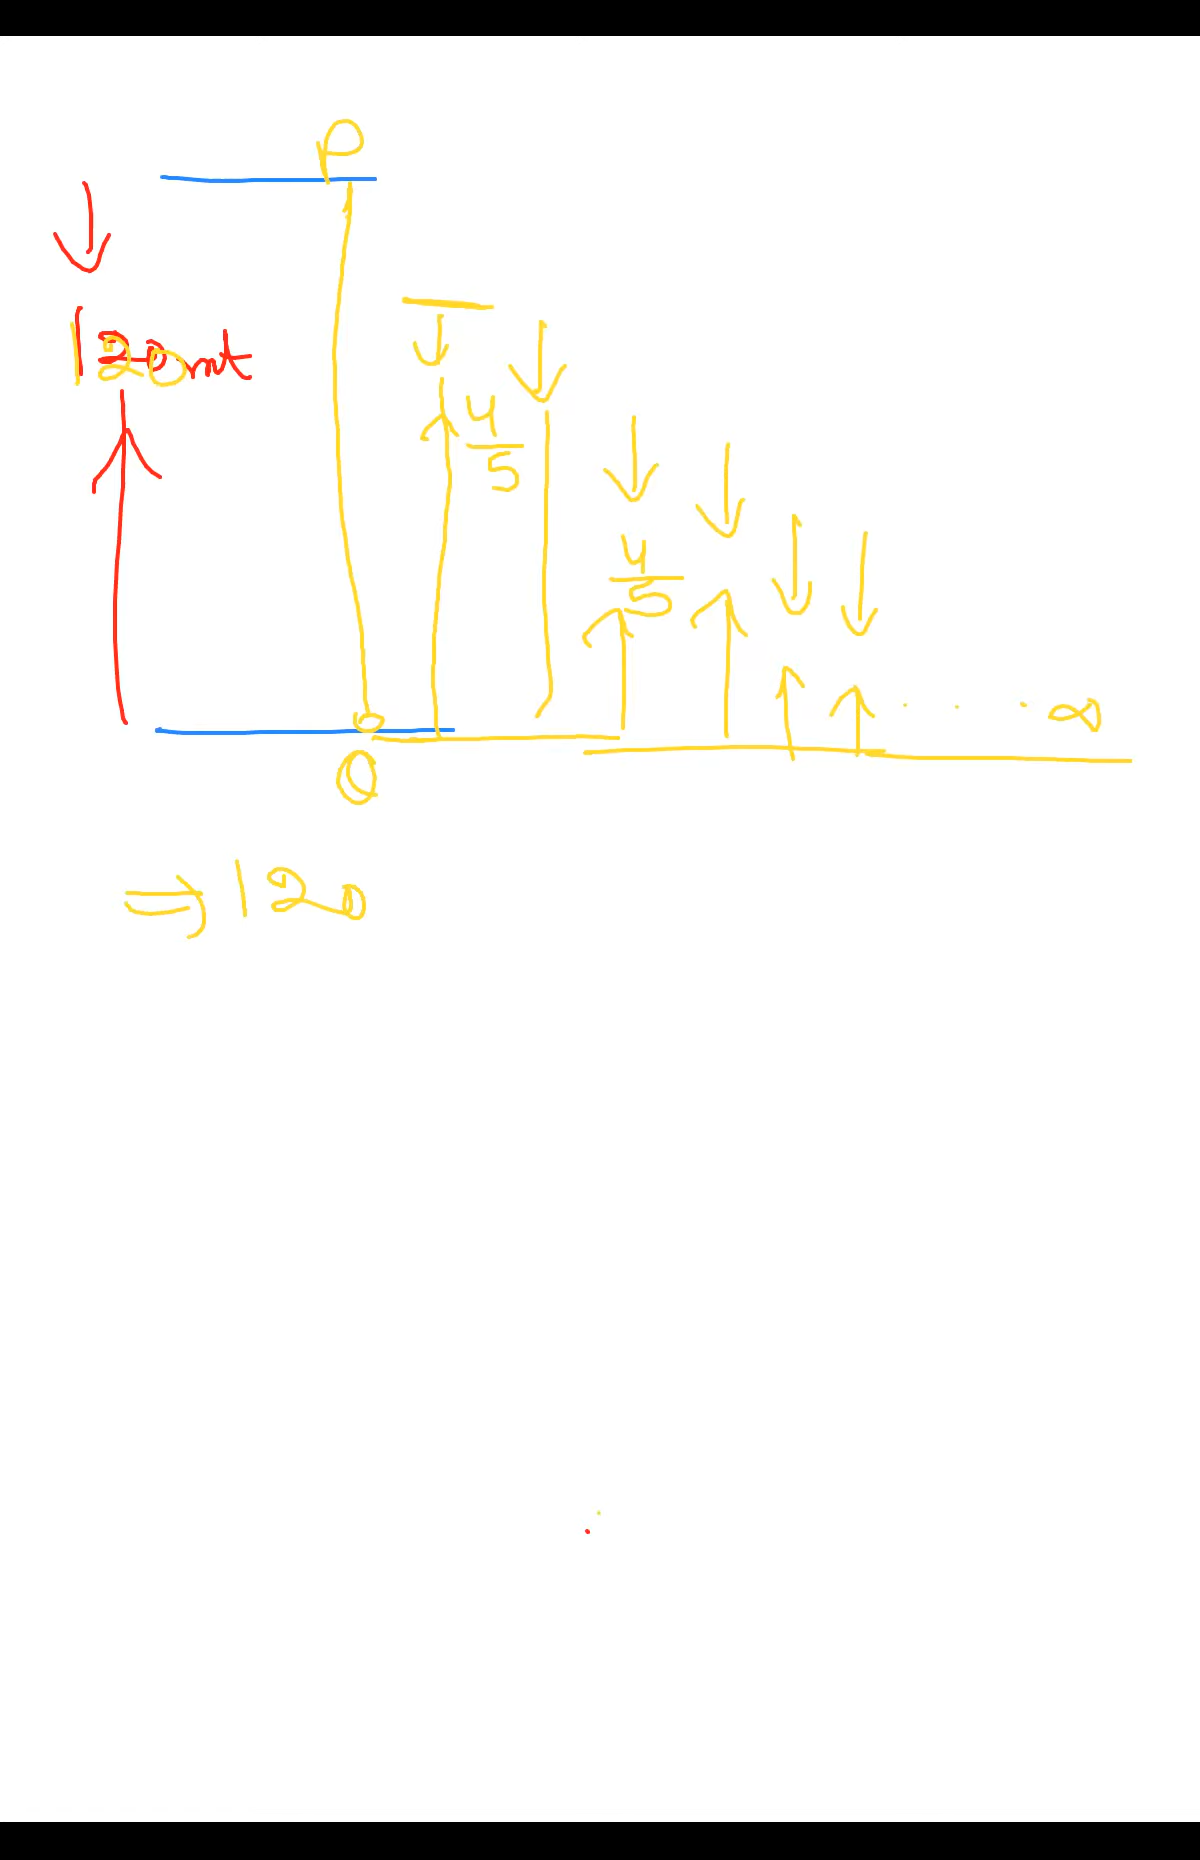 P
120mt
4/5
4/5
. . . ∞
Q
⇒ 120